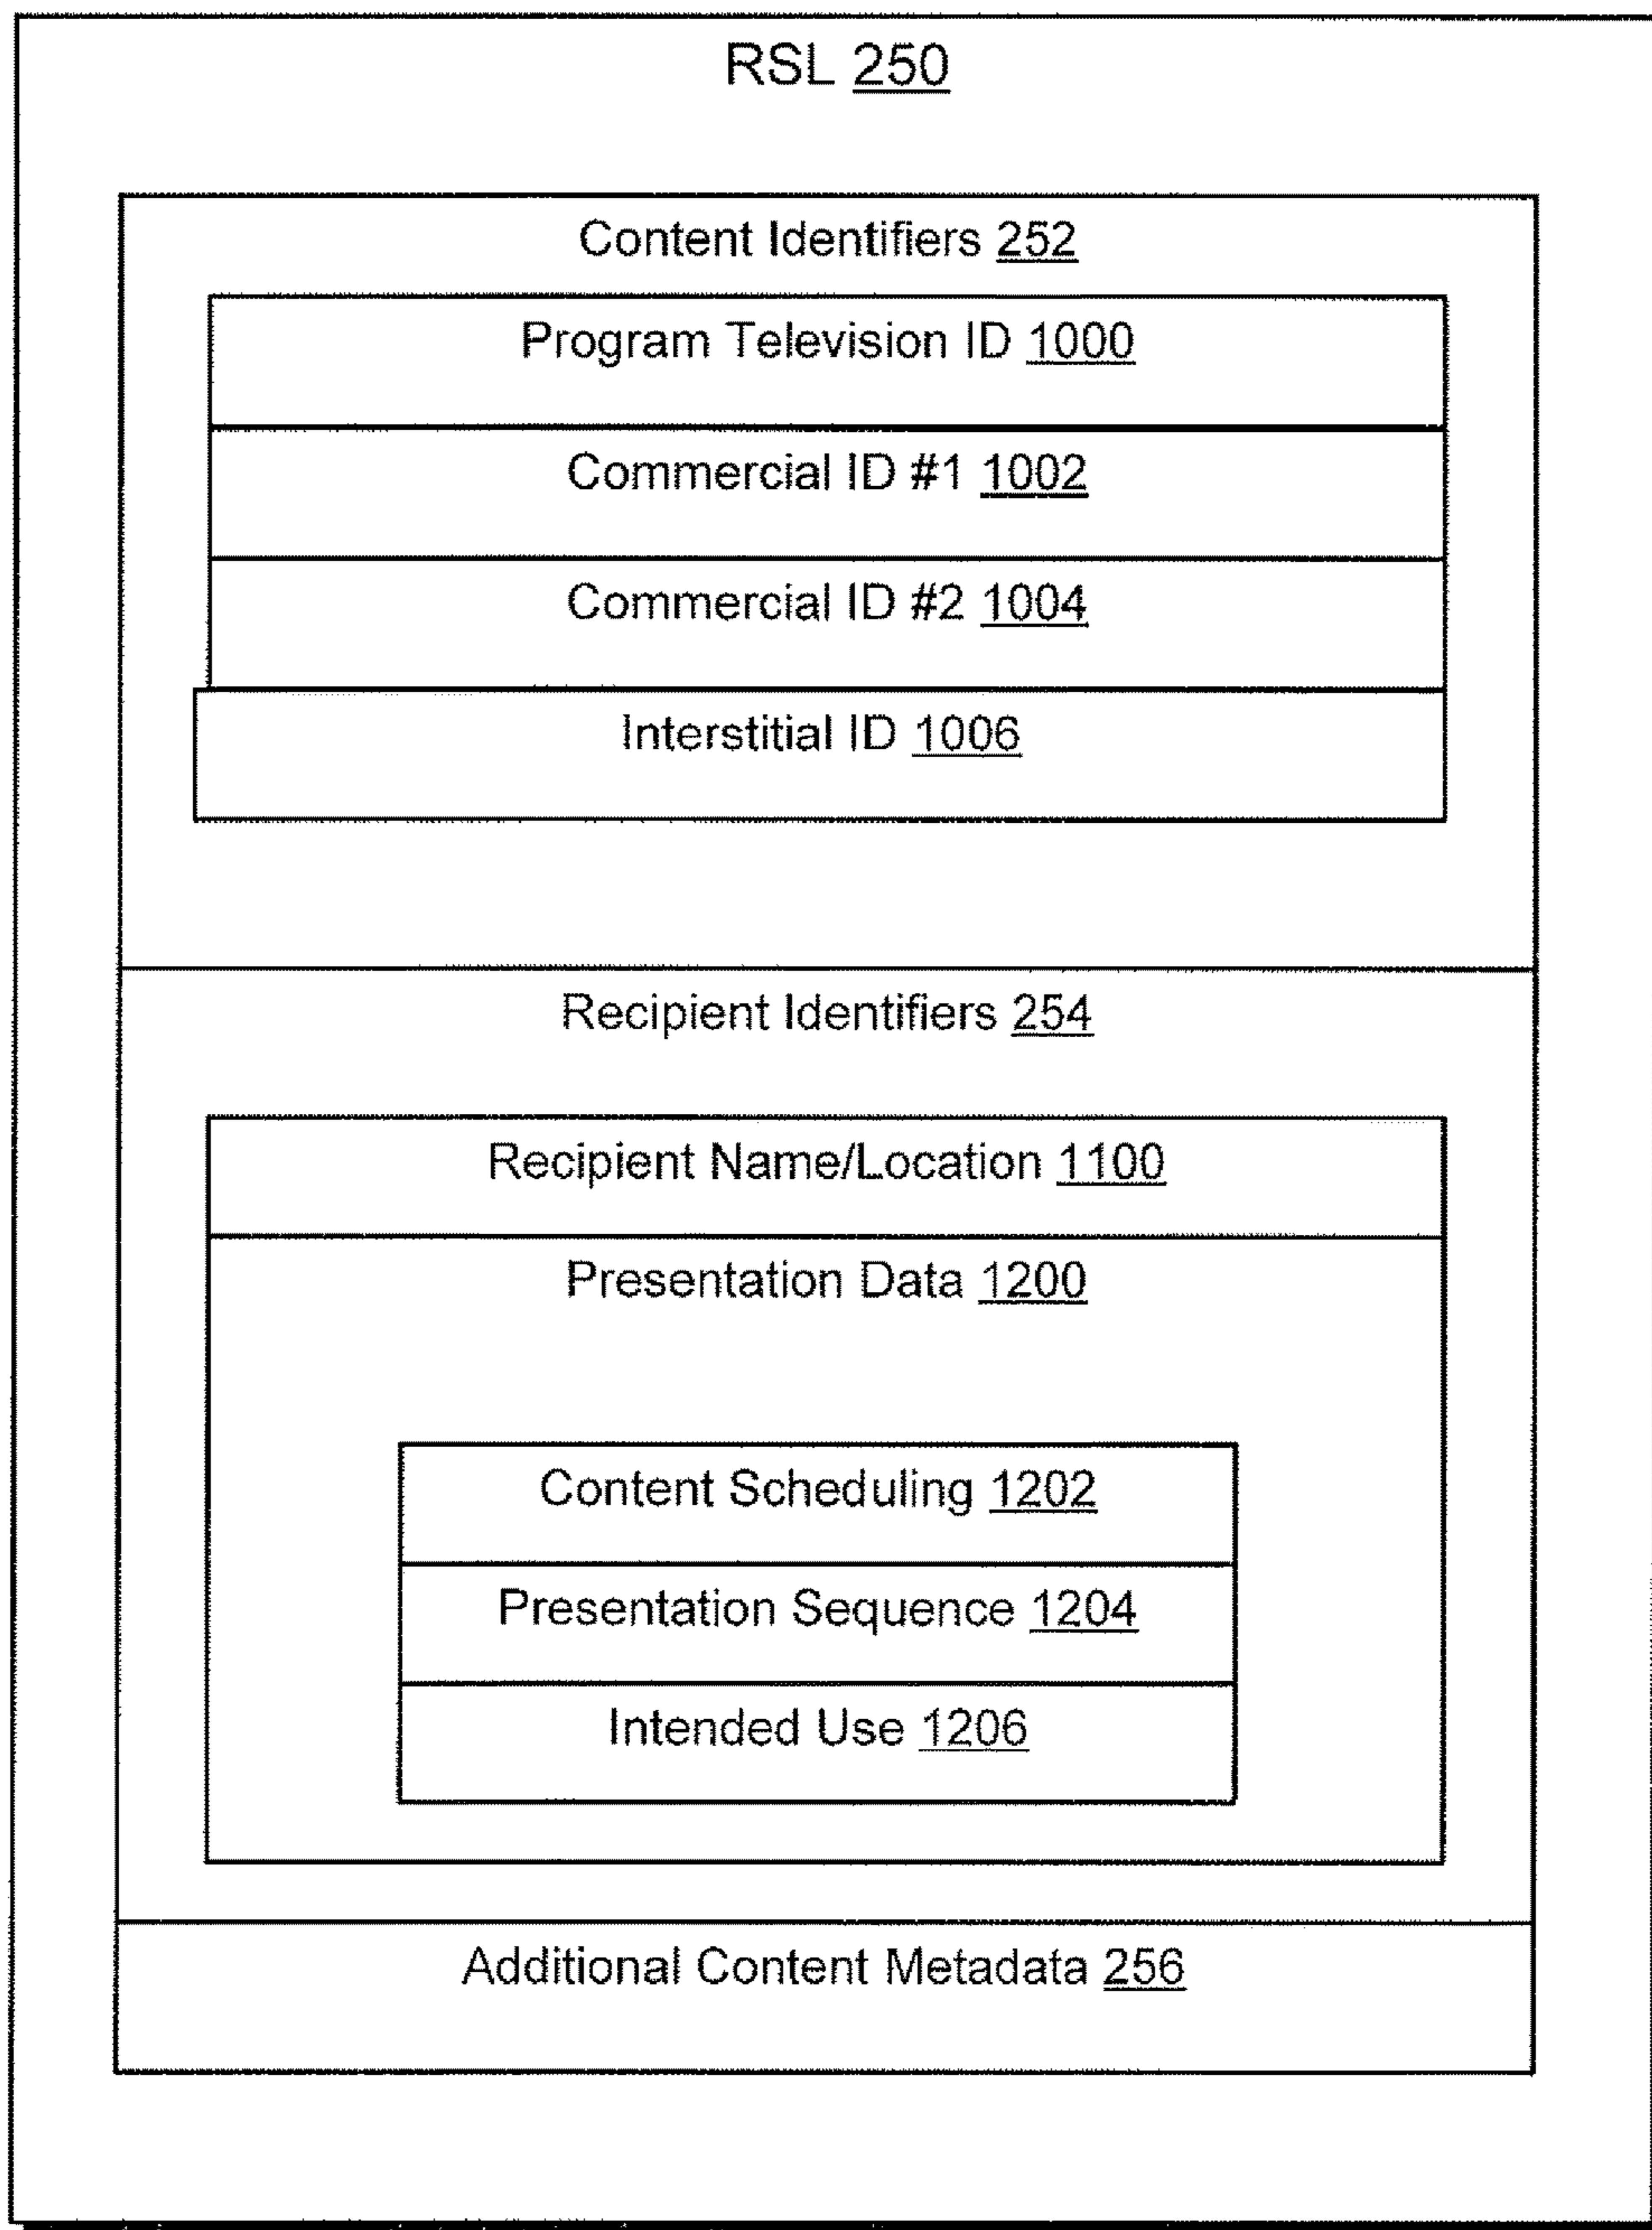 RSL 250
Content Identifiers 252
Program Television ID 1000
Commercial ID #1 1002
Commercial ID #2 1004
Interstitial ID 1006
Recipient Identifiers 254
Recipient Name/Location 1100
Presentation Data 1200
Content Scheduling 1202
Presentation Sequence 1204
Intended Use 1206
Additional Content Metadata 256